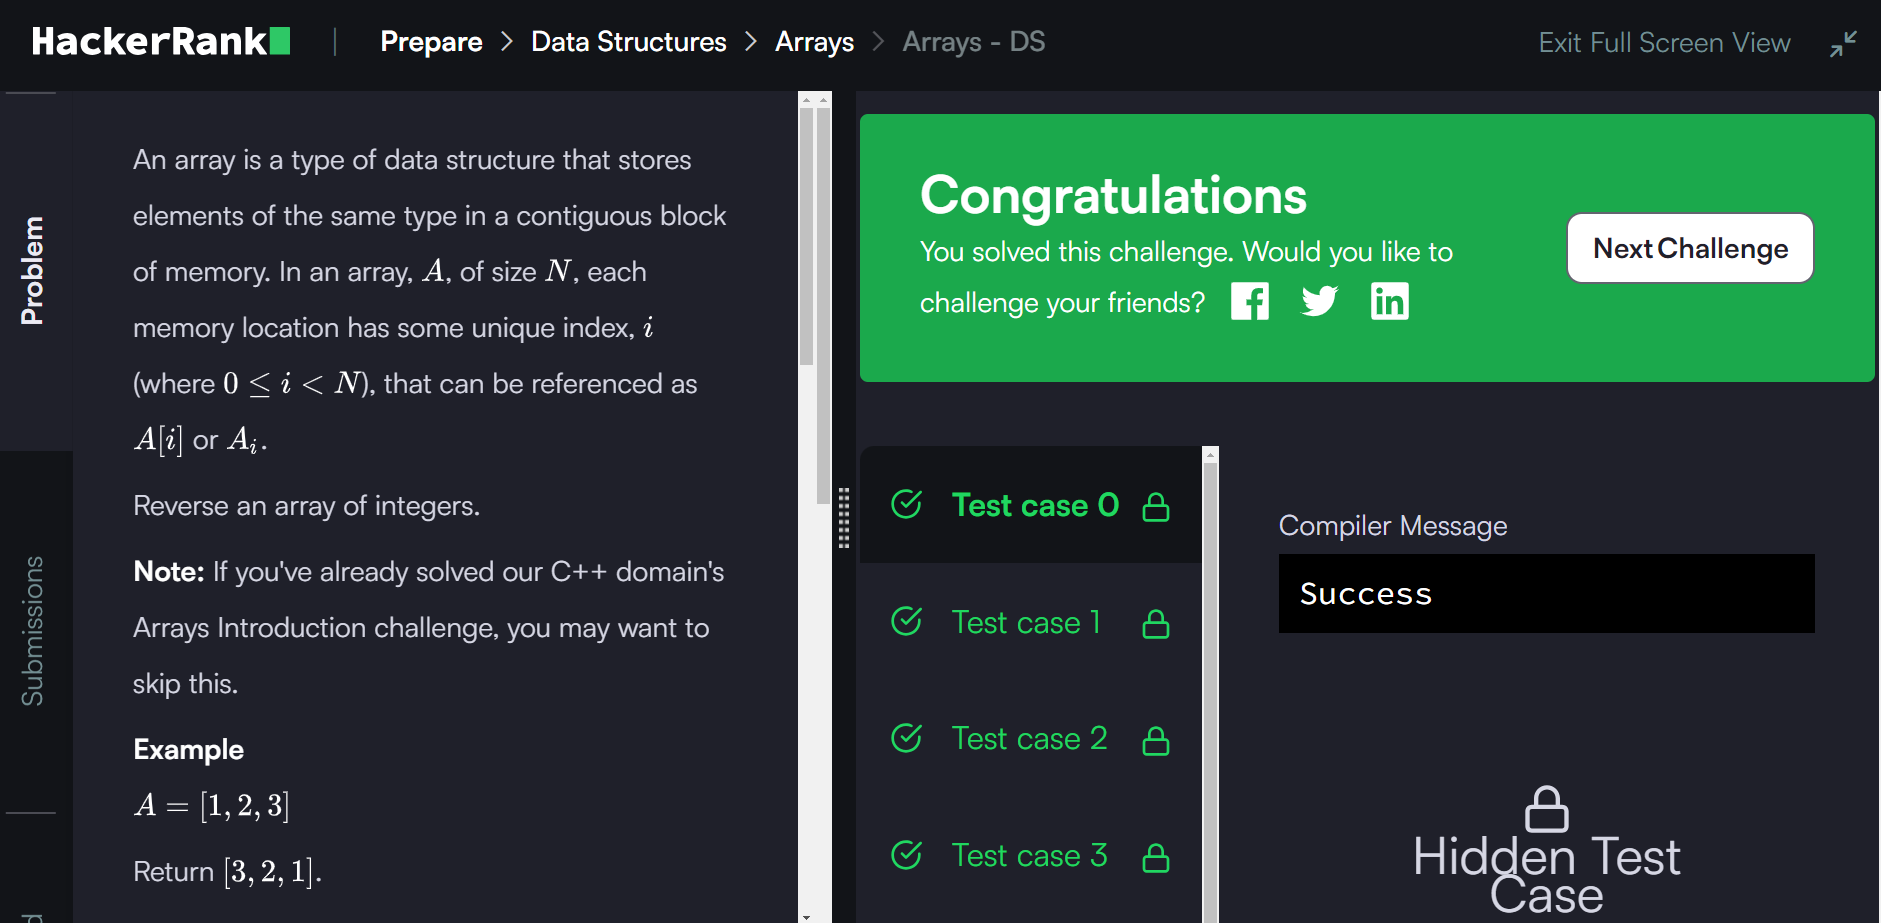 HackerRank
Prepare > Data Structures > Arrays > Arrays - DS
Exit Full Screen View
Problem
Submissions
An array is a type of data structure that stores
elements of the same type in a contiguous block
of memory. In an array, A, of size N, each
memory location has some unique index, i
(where 0 ≤ i < N), that can be referenced as
A[i] or Aᵢ.
Reverse an array of integers.
Note: If you've already solved our C++ domain's
Arrays Introduction challenge, you may want to
skip this.
Example
A = [1, 2, 3]
Return [3, 2, 1].
Congratulations
You solved this challenge. Would you like to
challenge your friends?
Next Challenge
Test case 0
Test case 1
Test case 2
Test case 3
Compiler Message
Success
Hidden Test
Case